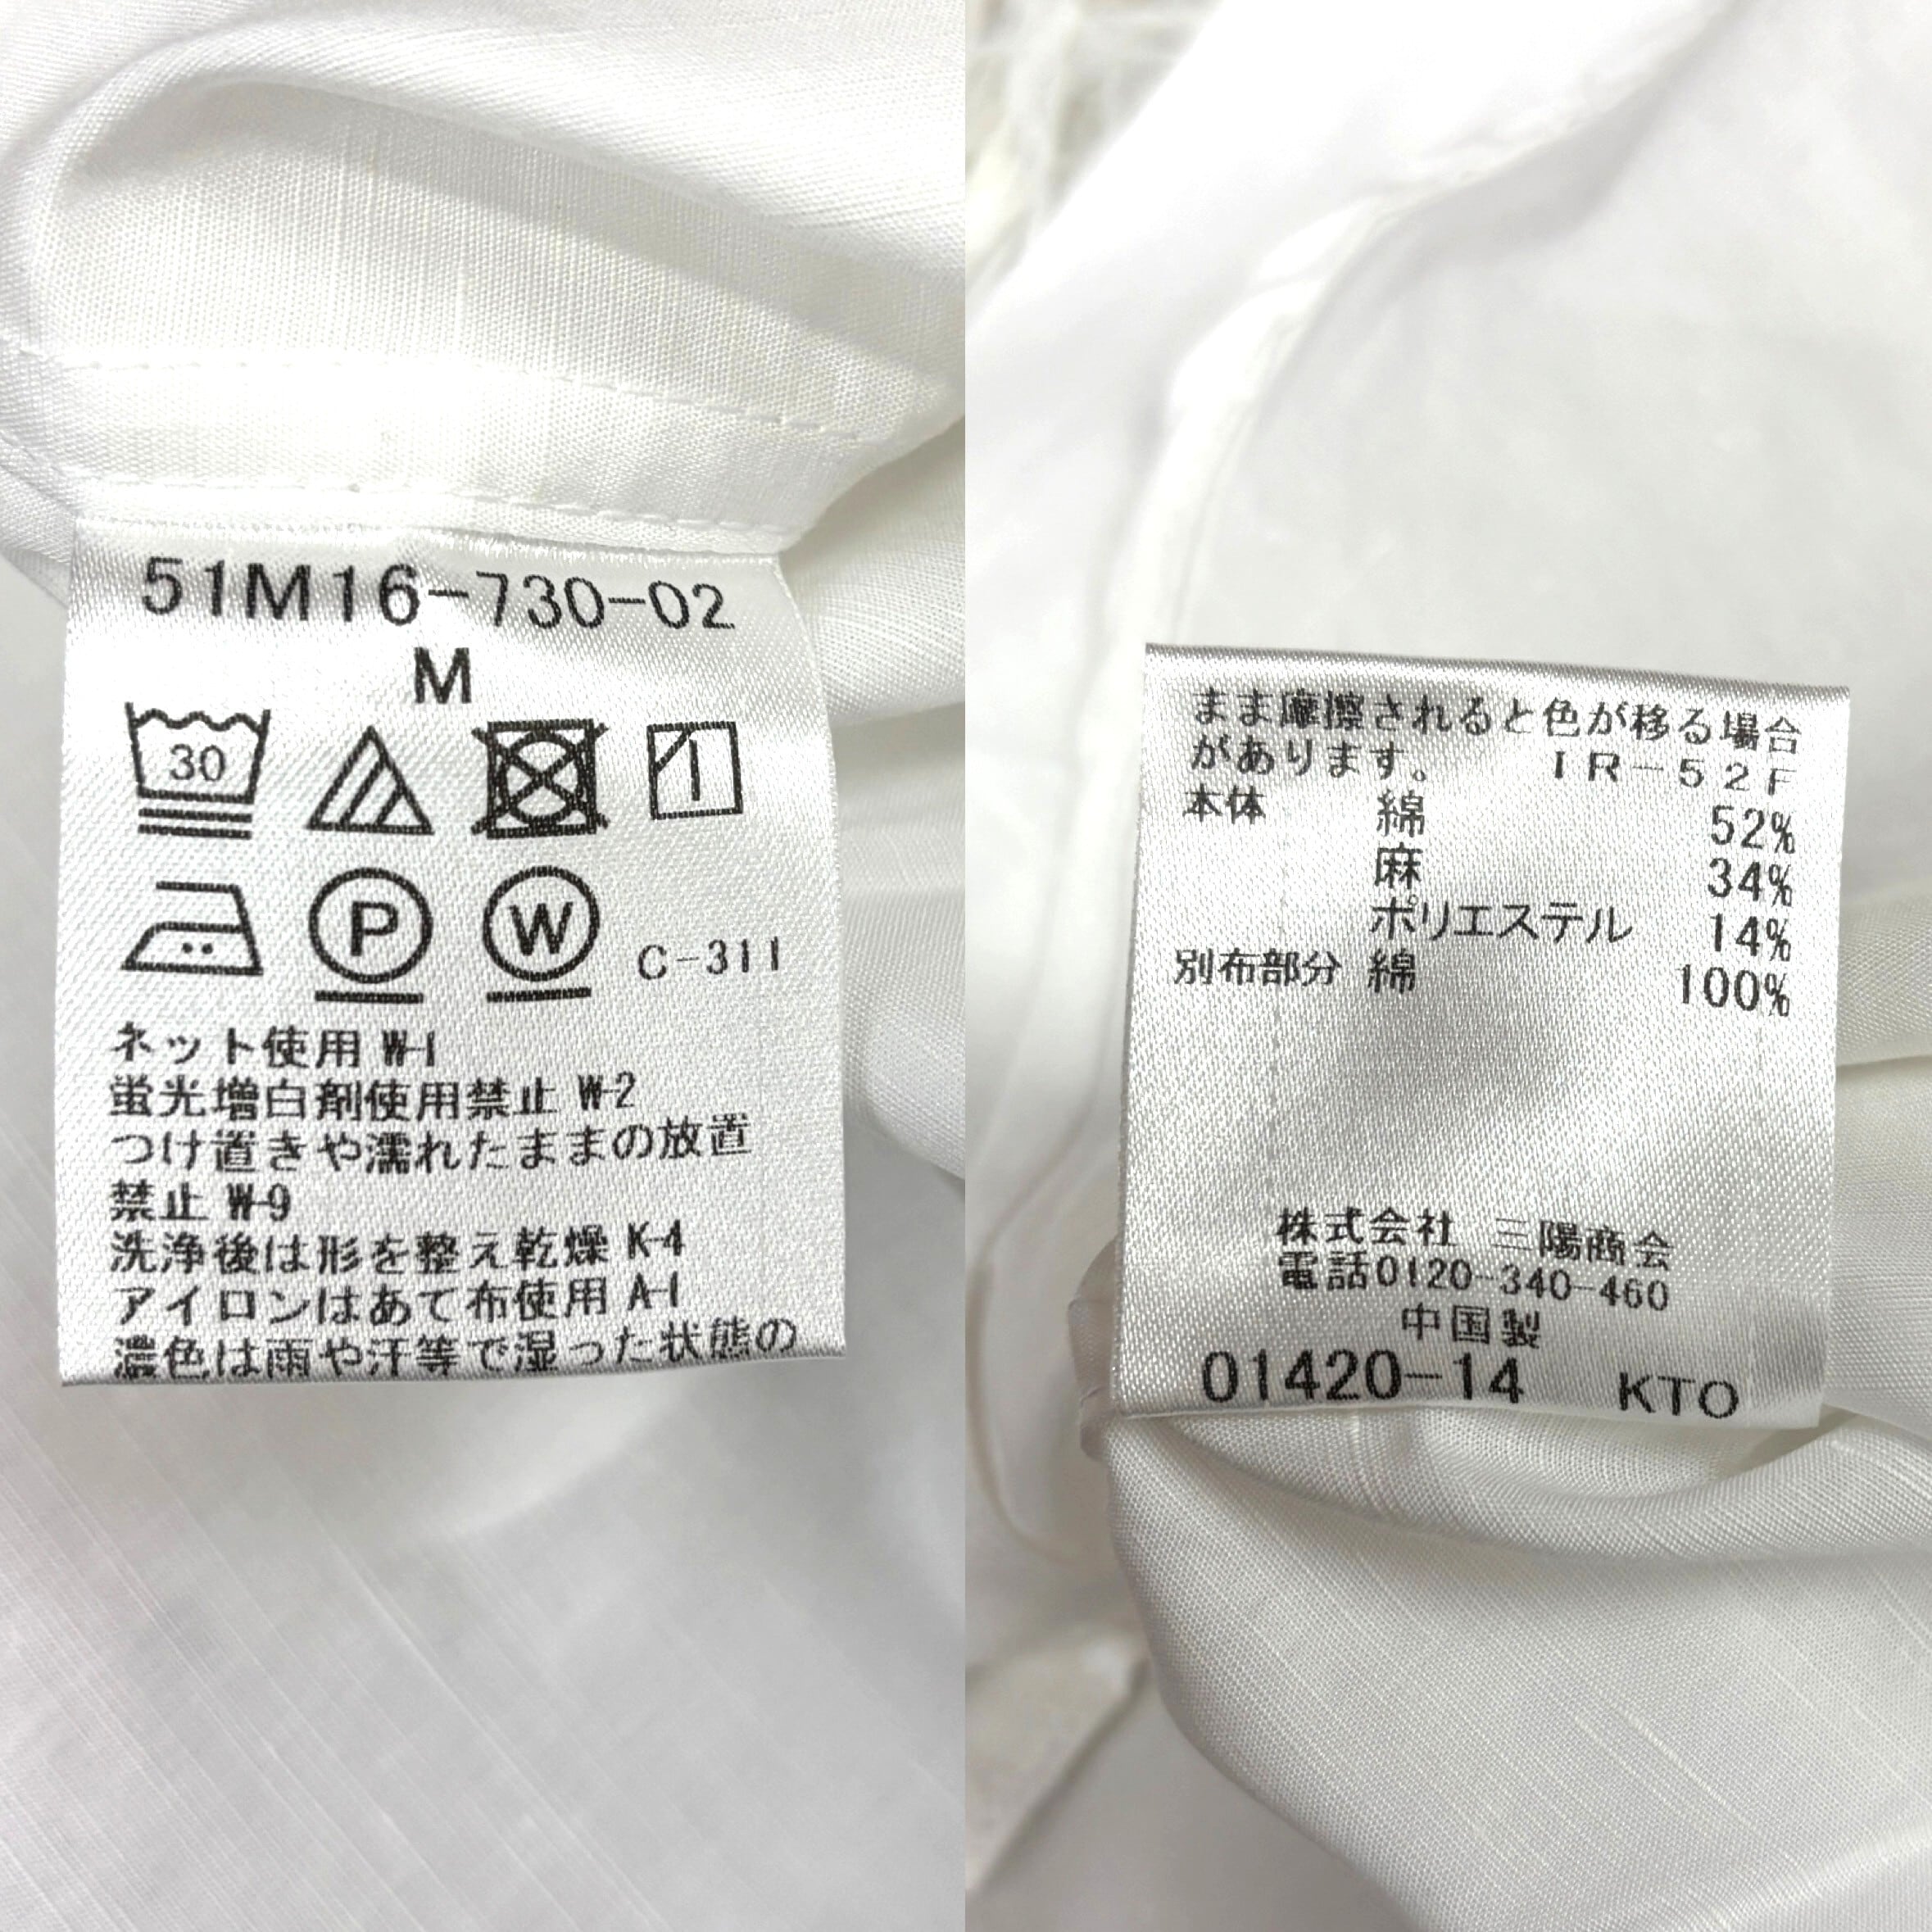 51M16-730-02
M
30
P W C-311
ネット使用 W-1
蛍光増白剤使用禁止 W-2
つけ置きや濡れたままの放置
禁止 W-9
洗浄後は形を整え乾燥 K-4
アイロンはあて布使用 A-1
濃色は雨や汗等で湿った状態の
まま摩擦されると色が移る場合
があります。 IR-52F
本体 綿 52%
麻 34%
ポリエステル 14%
別布部分 綿 100%
株式会社 三陽商会
電話0120-340-460
中国製
01420-14 KTO